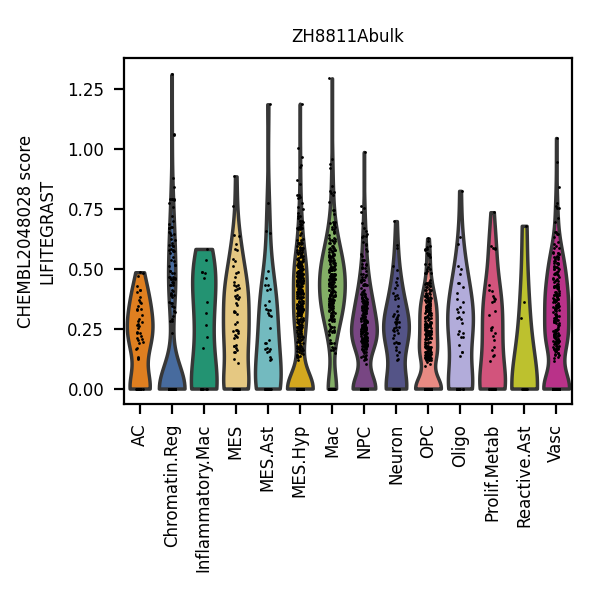 ZH8811Abulk
CHEMBL2048028 score
LIFITEGRAST
1.25
1.00
0.75
0.50
0.25
0.00
AC
Chromatin.Reg
Inflammatory.Mac
MES
MES.Ast
MES.Hyp
Mac
NPC
Neuron
OPC
Oligo
Prolif.Metab
Reactive.Ast
Vasc